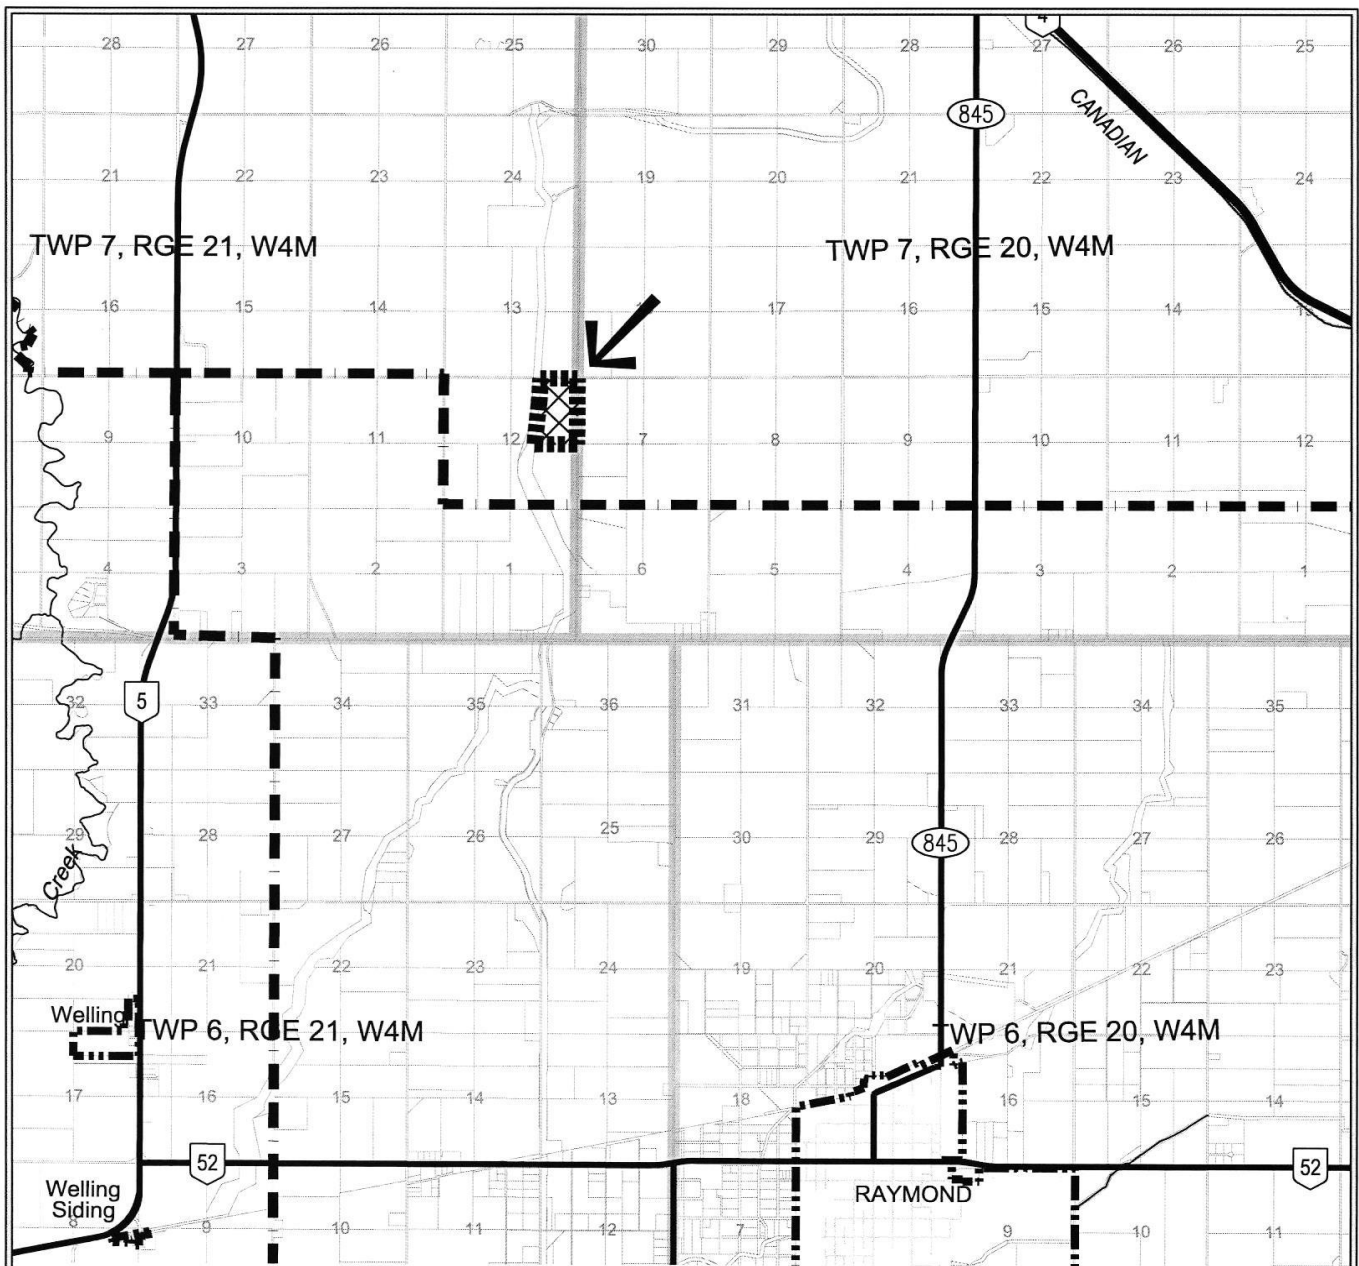 4
28 27 26 25 30 29 28 27 26 25
845
CANADIAN
21 22 23 24 19 20 21 22 23 24
TWP 7, RGE 21, W4M
TWP 7, RGE 20, W4M
16 15 14 13 17 16 15 14 13
9 10 11 12 7 8 9 10 11 12
4 3 2 1 6 5 4 3 2 1
5
32 33 34 35 36 31 32 33 34 35
29 28 27 26 25 30 29 28 27 26
845
Creek
20 21 22 23 24 19 20 21 22 23
Welling
TWP 6, RGE 21, W4M
TWP 6, RGE 20, W4M
17 16 15 14 13 18 16 15 14
52
52
Welling
Siding
RAYMOND
8 9 10 11 12 7 9 10 11